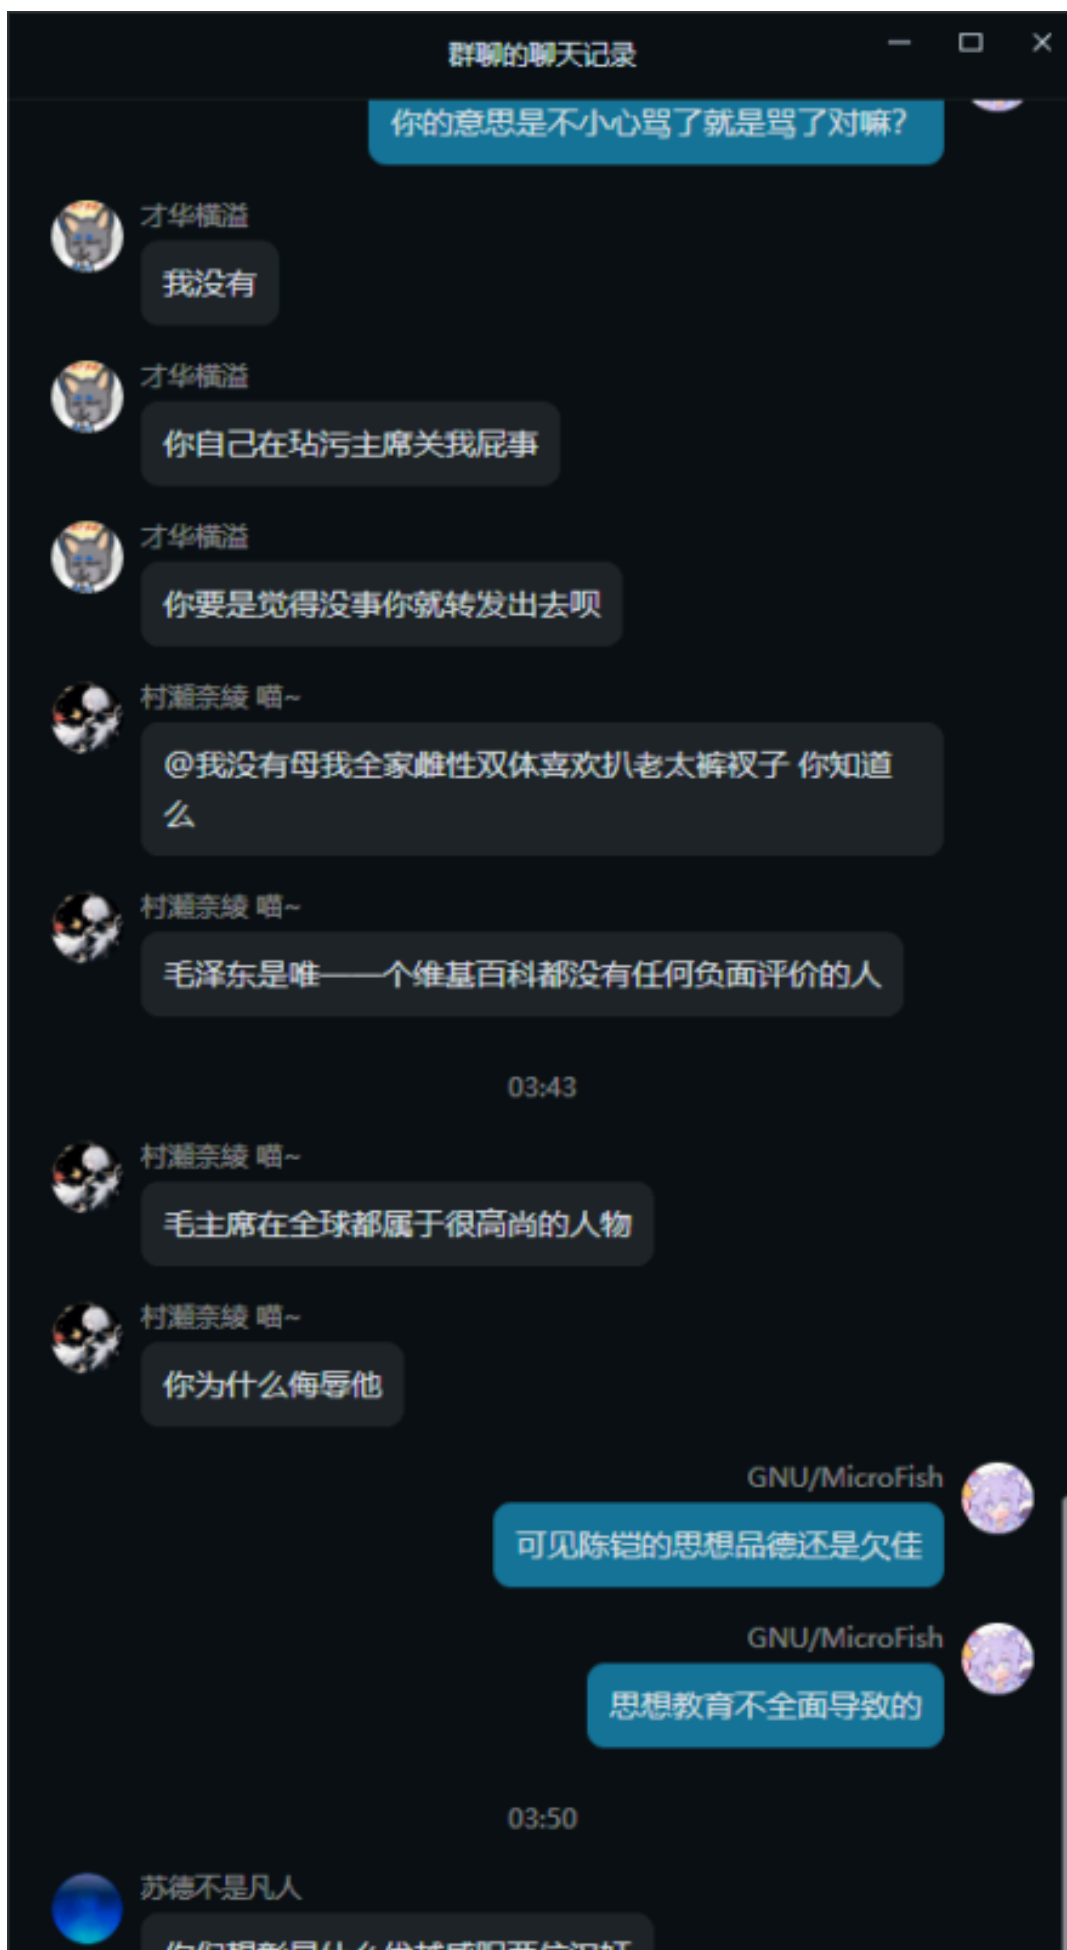 群聊的聊天记录
你的意思是不小心骂了就是骂了对嘛?
才华横溢
我没有
才华横溢
你自己在玷污主席关我屁事
才华横溢
你要是觉得没事你就转发出去呗
村瀬奈綾 喵~
@我没有母我全家雌性双体喜欢扒老太裤衩子 你知道
么
村瀬奈綾 喵~
毛泽东是唯一一个维基百科都没有任何负面评价的人
03:43
村瀬奈綾 喵~
毛主席在全球都属于很高尚的人物
村瀬奈綾 喵~
你为什么侮辱他
GNU/MicroFish
可见陈铠的思想品德还是欠佳
GNU/MicroFish
思想教育不全面导致的
03:50
苏德不是凡人